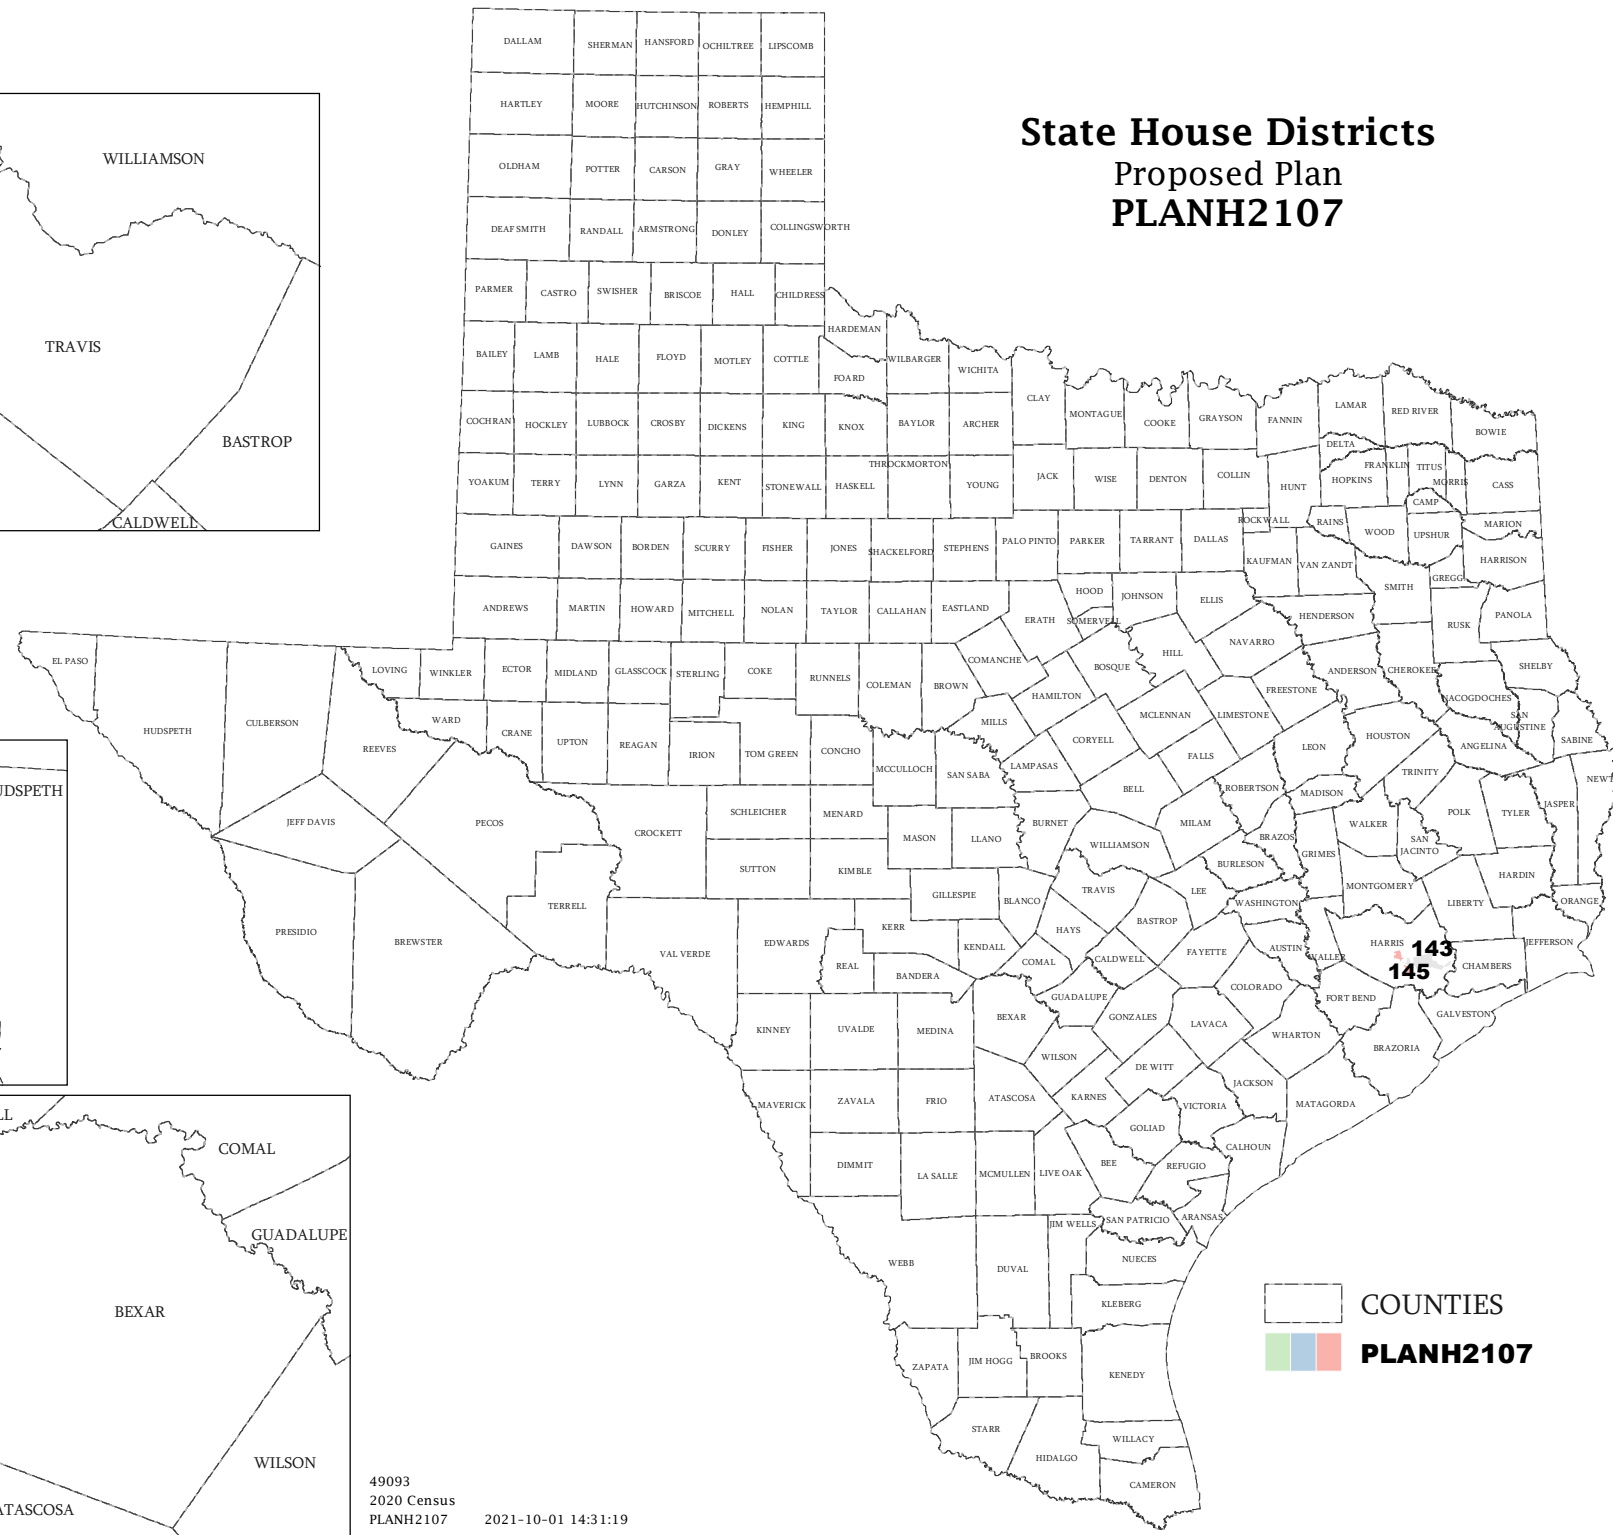 State House Districts
Proposed Plan
PLANH2107
DALLAM SHERMAN HANSFORD OCHILTREE LIPSCOMB
HARTLEY MOORE HUTCHINSON ROBERTS HEMPHILL
OLDHAM POTTER CARSON GRAY WHEELER
DEAF SMITH RANDALL ARMSTRONG DONLEY COLLINGSWORTH
PARMER CASTRO SWISHER BRISCOE HALL CHILDRESS
HARDEMAN
BAILEY LAMB HALE FLOYD MOTLEY COTTLE FOARD WILBARGER WICHITA
CLAY MONTAGUE COOKE GRAYSON FANNIN LAMAR RED RIVER BOWIE
COCHRAN HOCKLEY LUBBOCK CROSBY DICKENS KING KNOX BAYLOR ARCHER
DELTA FRANKLIN TITUS MORRIS CASS
YOAKUM TERRY LYNN GARZA KENT STONEWALL HASKELL THROCKMORTON YOUNG JACK WISE DENTON COLLIN HUNT HOPKINS CAMP
ROCKWALL RAINS WOOD UPSHUR MARION
GAINES DAWSON BORDEN SCURRY FISHER JONES SHACKELFORD STEPHENS PALO PINTO PARKER TARRANT DALLAS KAUFMAN VAN ZANDT HARRISON
SMITH GREGG
ANDREWS MARTIN HOWARD MITCHELL NOLAN TAYLOR CALLAHAN EASTLAND ERATH HOOD SOMERVELL JOHNSON ELLIS HENDERSON RUSK PANOLA
EL PASO LOVING WINKLER ECTOR MIDLAND GLASSCOCK STERLING COKE RUNNELS COLEMAN BROWN COMANCHE BOSQUE HILL NAVARRO ANDERSON CHEROKEE SHELBY
HAMILTON FREESTONE NACOGDOCHES
HUDSPETH CULBERSON REEVES WARD CRANE UPTON REAGAN IRION TOM GREEN CONCHO MILLS CORYELL MCLENNAN LIMESTONE HOUSTON SAN AUGUSTINE SABINE
MCCULLOCH SAN SABA LAMPASAS FALLS LEON ANGELINA
JEFF DAVIS PECOS CROCKETT SCHLEICHER MENARD BELL ROBERTSON MADISON TRINITY NEWT
MASON LLANO BURNET MILAM BRAZOS WALKER POLK TYLER JASPER
SAN JACINTO
SUTTON KIMBLE WILLIAMSON BURLESON GRIMES HARDIN
TERRELL GILLESPIE BLANCO TRAVIS LEE WASHINGTON MONTGOMERY LIBERTY ORANGE
PRESIDIO BREWSTER VAL VERDE EDWARDS KERR KENDALL HAYS BASTROP FAYETTE AUSTIN WALLER HARRIS JEFFERSON
143
145
REAL BANDERA COMAL CALDWELL CHAMBERS
COLORADO FORT BEND GALVESTON
KINNEY UVALDE MEDINA BEXAR GUADALUPE GONZALES LAVACA WHARTON BRAZORIA
WILSON DE WITT JACKSON
MAVERICK ZAVALA FRIO ATASCOSA KARNES VICTORIA MATAGORDA
GOLIAD CALHOUN
DIMMIT LA SALLE MCMULLEN LIVE OAK BEE REFUGIO
JIM WELLS SAN PATRICIO ARANSAS
WEBB DUVAL NUECES
KLEBERG
ZAPATA JIM HOGG BROOKS KENEDY
STARR HIDALGO WILLACY
CAMERON
WILLIAMSON
TRAVIS
BASTROP
CALDWELL
UDSPETH
LL
COMAL
GUADALUPE
BEXAR
WILSON
ATASCOSA
COUNTIES
PLANH2107
49093
2020 Census
PLANH2107 2021-10-01 14:31:19